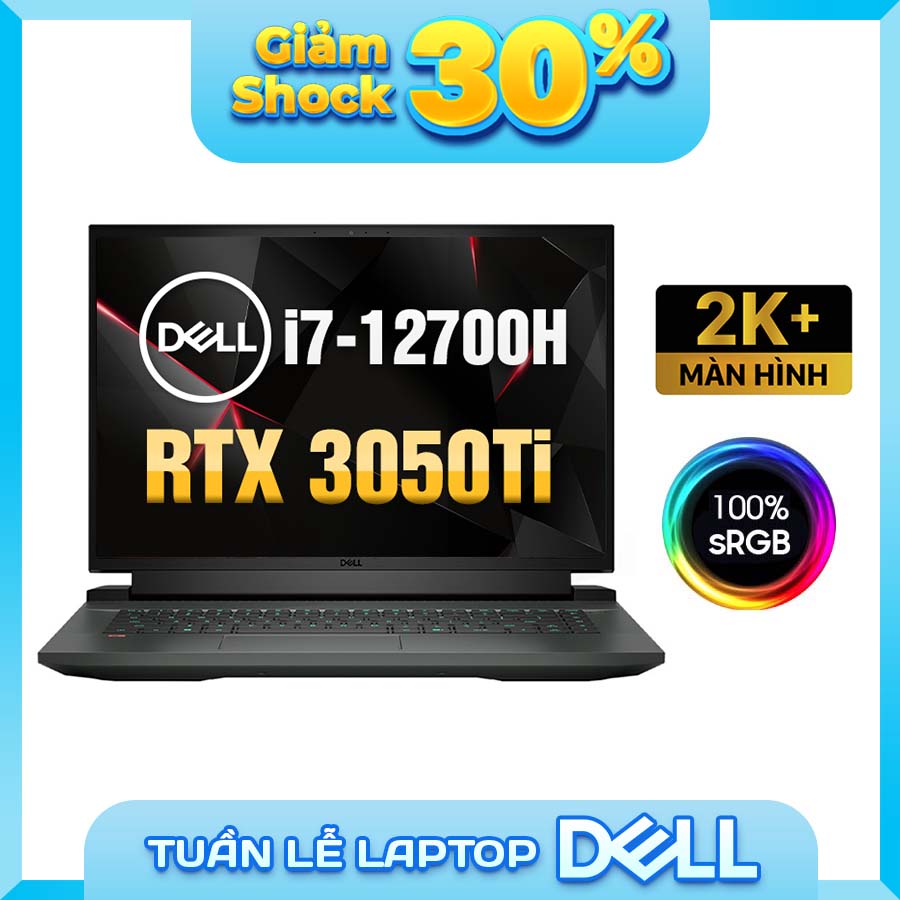 Giảm
Shock 30%
DELL i7-12700H
RTX 3050Ti
2K+
MÀN HÌNH
100%
sRGB
DELL
TUẦN LỄ LAPTOP DELL